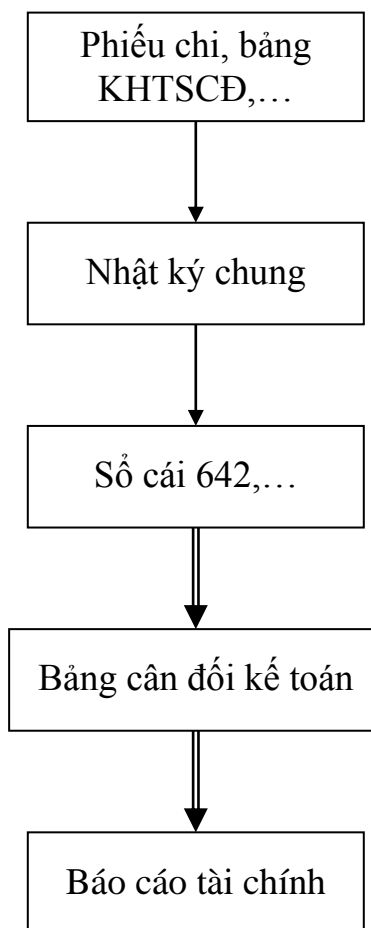 Phiếu chi, bảng
KHTSCĐ,…
Nhật ký chung
Sổ cái 642,…
Bảng cân đối kế toán
Báo cáo tài chính